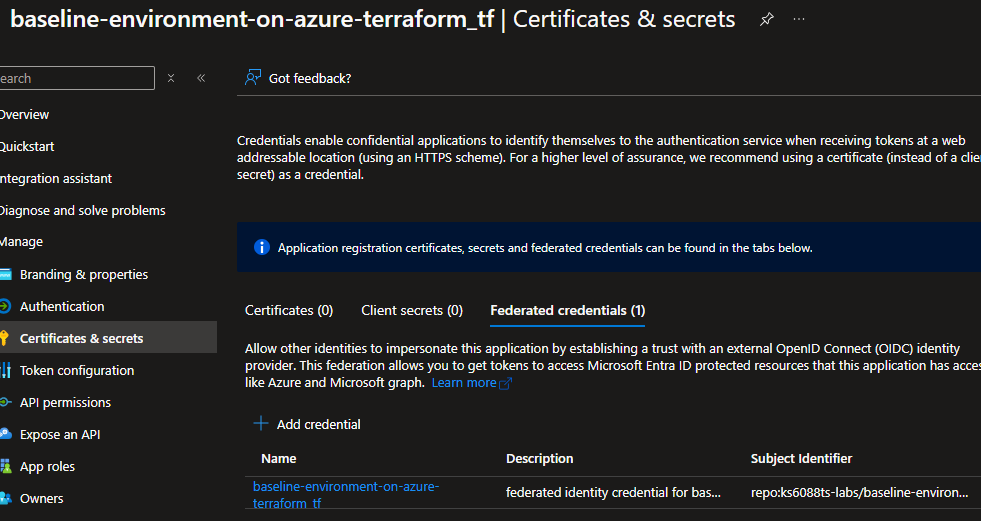 baseline-environment-on-azure-terraform_tf | Certificates & secrets
earch
Got feedback?
Overview
Quickstart
ntegration assistant
Diagnose and solve problems
Manage
Branding & properties
Authentication
Certificates & secrets
Token configuration
API permissions
Expose an API
App roles
Owners
Credentials enable confidential applications to identify themselves to the authentication service when receiving tokens at a web
addressable location (using an HTTPS scheme). For a higher level of assurance, we recommend using a certificate (instead of a clie
secret) as a credential.
Application registration certificates, secrets and federated credentials can be found in the tabs below.
Certificates (0) Client secrets (0) Federated credentials (1)
Allow other identities to impersonate this application by establishing a trust with an external OpenID Connect (OIDC) identity
provider. This federation allows you to get tokens to access Microsoft Entra ID protected resources that this application has acces
like Azure and Microsoft graph. Learn more
Add credential
Name Description Subject Identifier
baseline-environment-on-azure-
terraform_tf
federated identity credential for bas...
repo:ks6088ts-labs/baseline-environ...